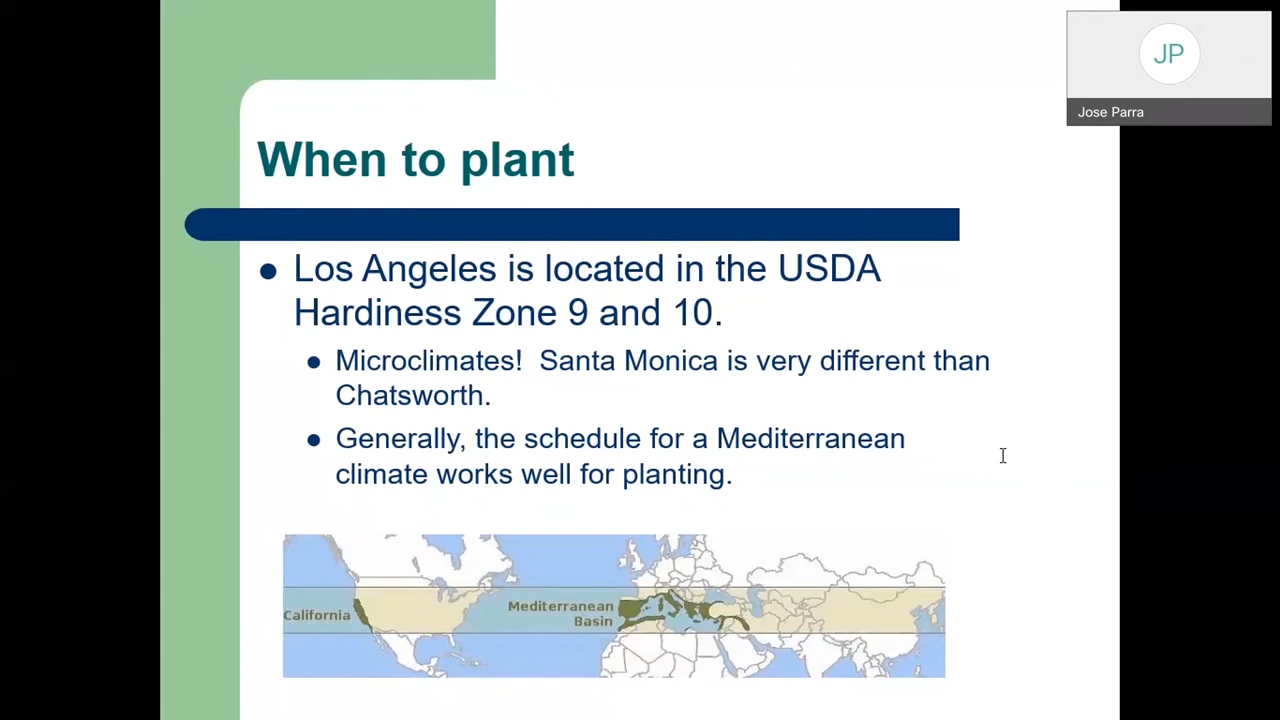 JP
Jose Parra
When to plant
Los Angeles is located in the USDA
Hardiness Zone 9 and 10.
Microclimates!  Santa Monica is very different than
Chatsworth.
Generally, the schedule for a Mediterranean
climate works well for planting.
California
Mediterranean
Basin